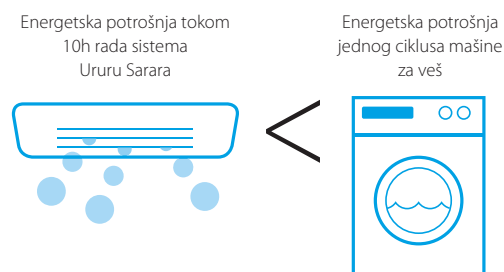 Energetska potrošnja tokom
10h rada sistema
Ururu Sarara
Energetska potrošnja
jednog ciklusa mašine
za veš